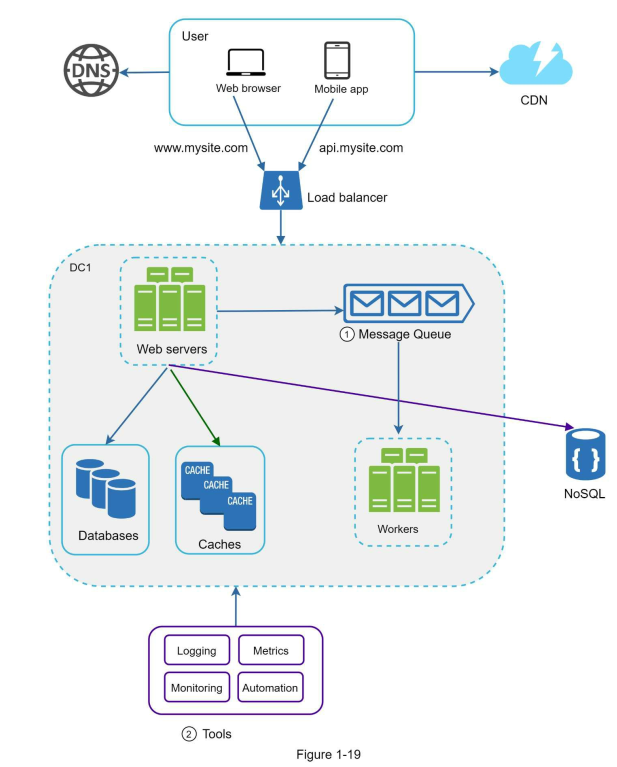 User
DNS
Web browser
Mobile app
CDN
www.mysite.com
api.mysite.com
Load balancer
DC1
Web servers
1 Message Queue
Databases
CACHE
CACHE
CACHE
Caches
Workers
{ }
NoSQL
Logging
Metrics
Monitoring
Automation
2 Tools
Figure 1-19